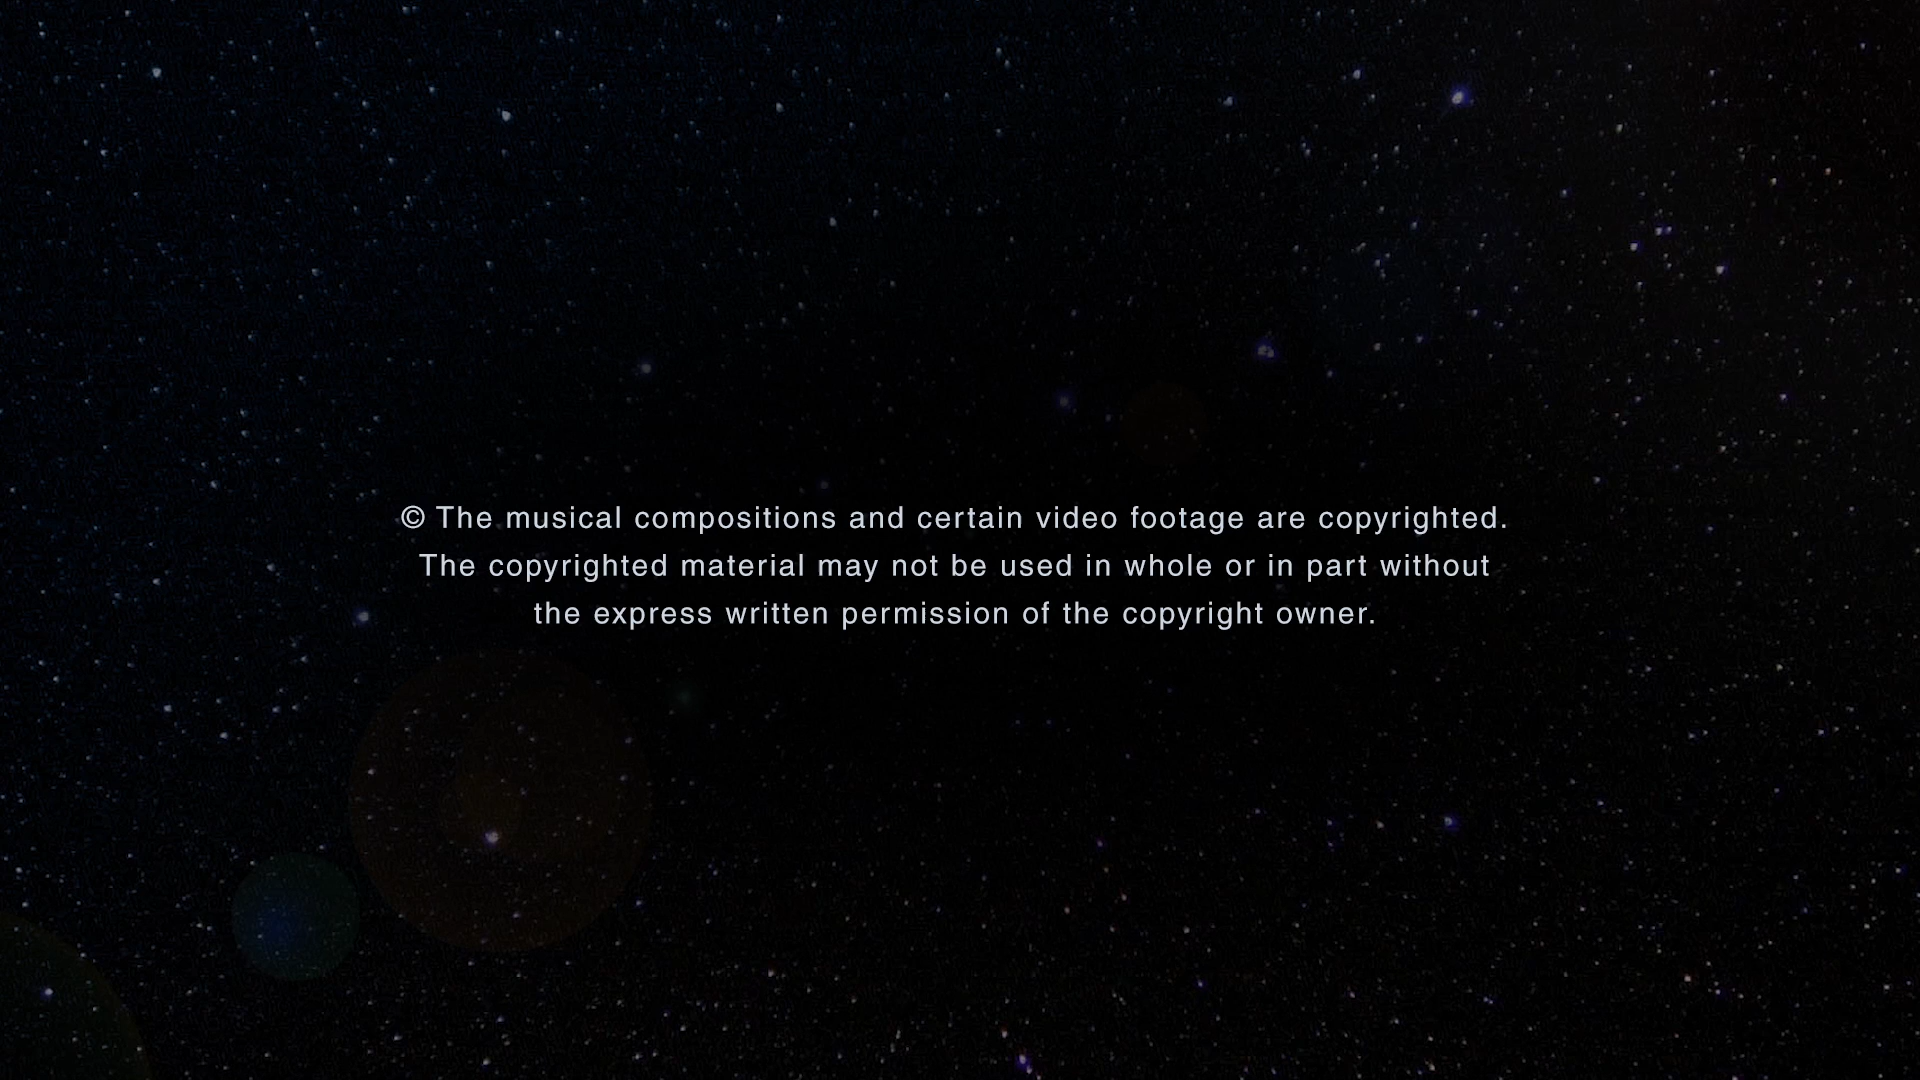 © The musical compositions and certain video footage are copyrighted.
The copyrighted material may not be used in whole or in part without
the express written permission of the copyright owner.